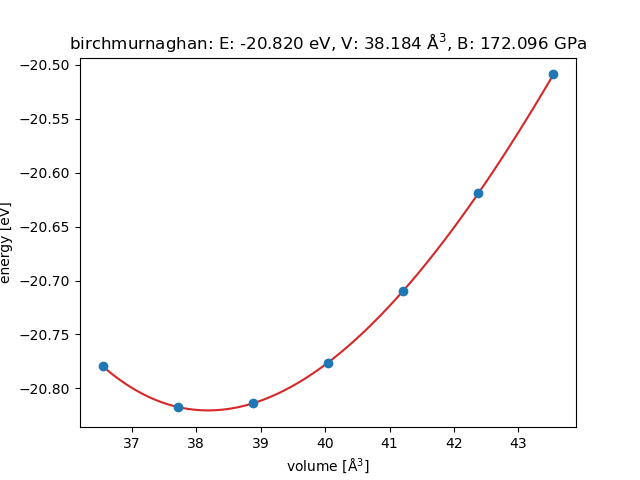 birchmurnaghan: E: -20.820 eV, V: 38.184 Å³, B: 172.096 GPa
−20.50
−20.55
−20.60
−20.65
−20.70
−20.75
−20.80
energy [eV]
37 38 39 40 41 42 43
volume [Å³]